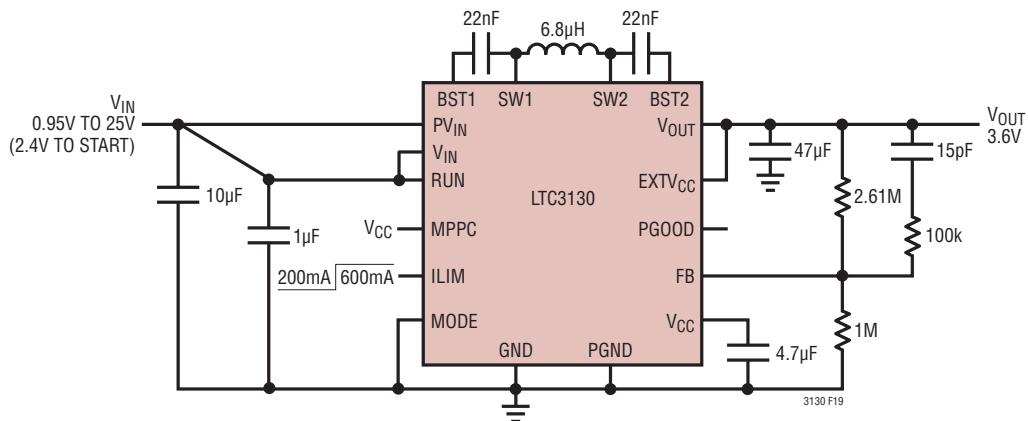 22nF
6.8µH
22nF
BST1
SW1
SW2
BST2
VIN
0.95V TO 25V
(2.4V TO START)
PVIN
VIN
RUN
VCC
MPPC
200mA
600mA
ILIM
MODE
GND
PGND
LTC3130
VOUT
EXTVCC
PGOOD
FB
VCC
10µF
1µF
47µF
4.7µF
VOUT
3.6V
15pF
2.61M
100k
1M
3130 F19